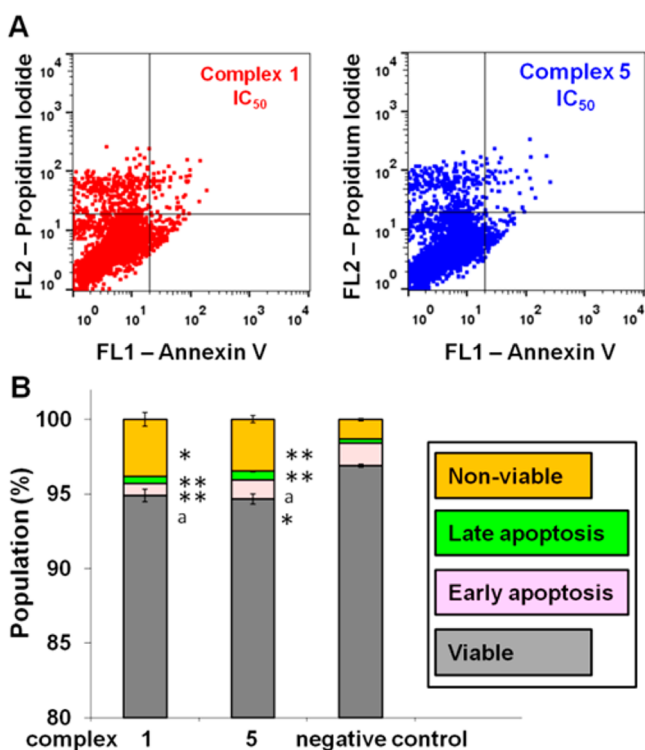 A
FL2 – Propidium Iodide
10⁴
10³
10²
10¹
10⁰
Complex 1
IC₅₀
10⁰ 10¹ 10² 10³ 10⁴
FL1 – Annexin V
FL2 – Propidium Iodide
10⁴
10³
10²
10¹
10⁰
Complex 5
IC₅₀
10⁰ 10¹ 10² 10³ 10⁴
FL1 – Annexin V
B
Population (%)
100
95
90
85
80
*
**
**
a
**
**
a
*
complex 1 5 negative control
Non-viable
Late apoptosis
Early apoptosis
Viable